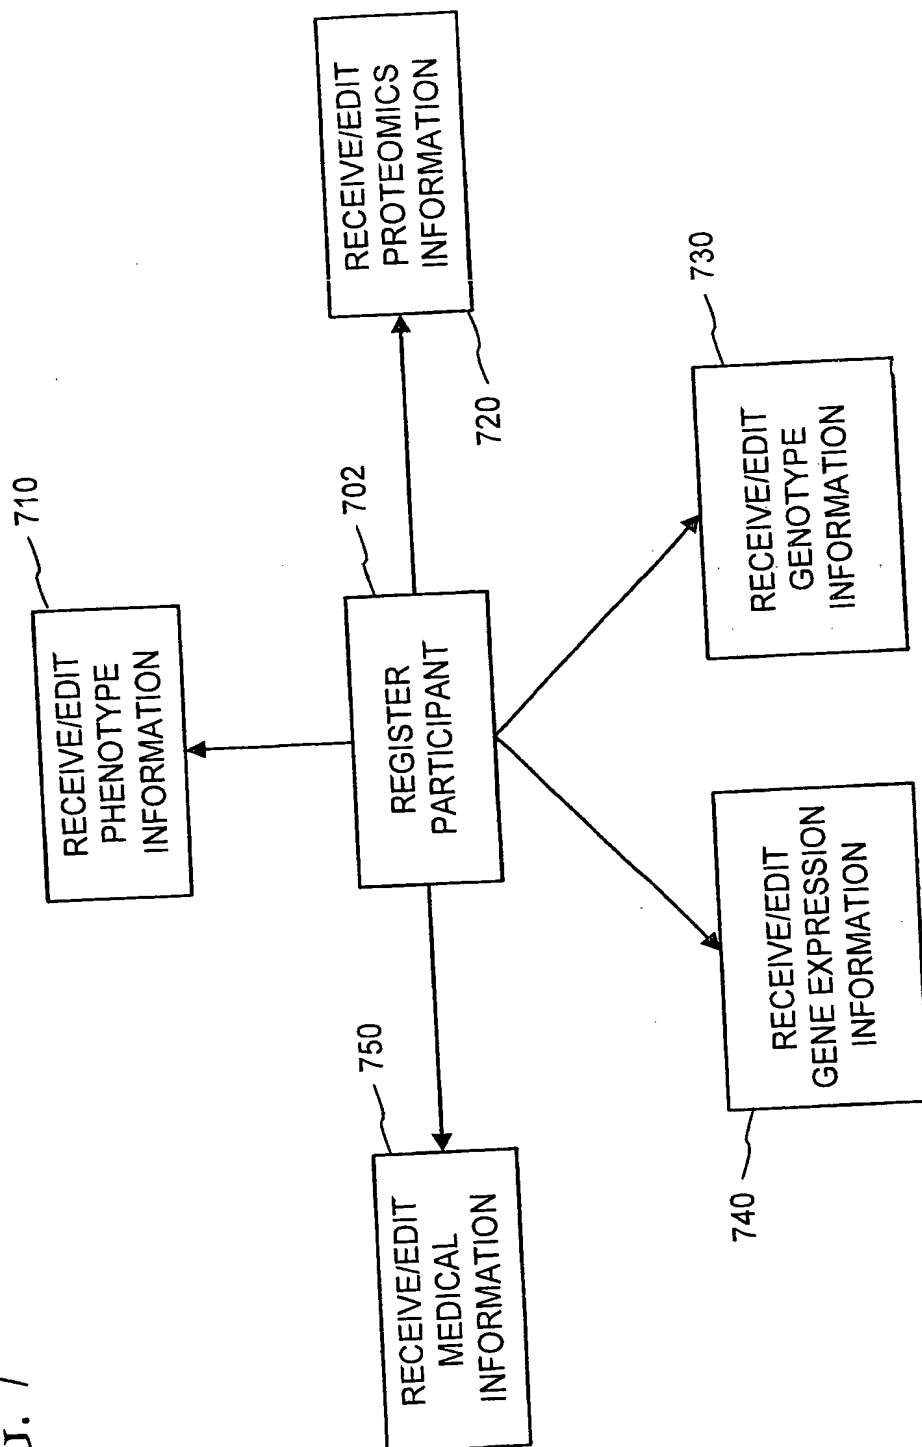 710
RECEIVE/EDIT
PHENOTYPE
INFORMATION
750
RECEIVE/EDIT
MEDICAL
INFORMATION
702
REGISTER
PARTICIPANT
RECEIVE/EDIT
PROTEOMICS
INFORMATION
720
740
RECEIVE/EDIT
GENE EXPRESSION
INFORMATION
730
RECEIVE/EDIT
GENOTYPE
INFORMATION